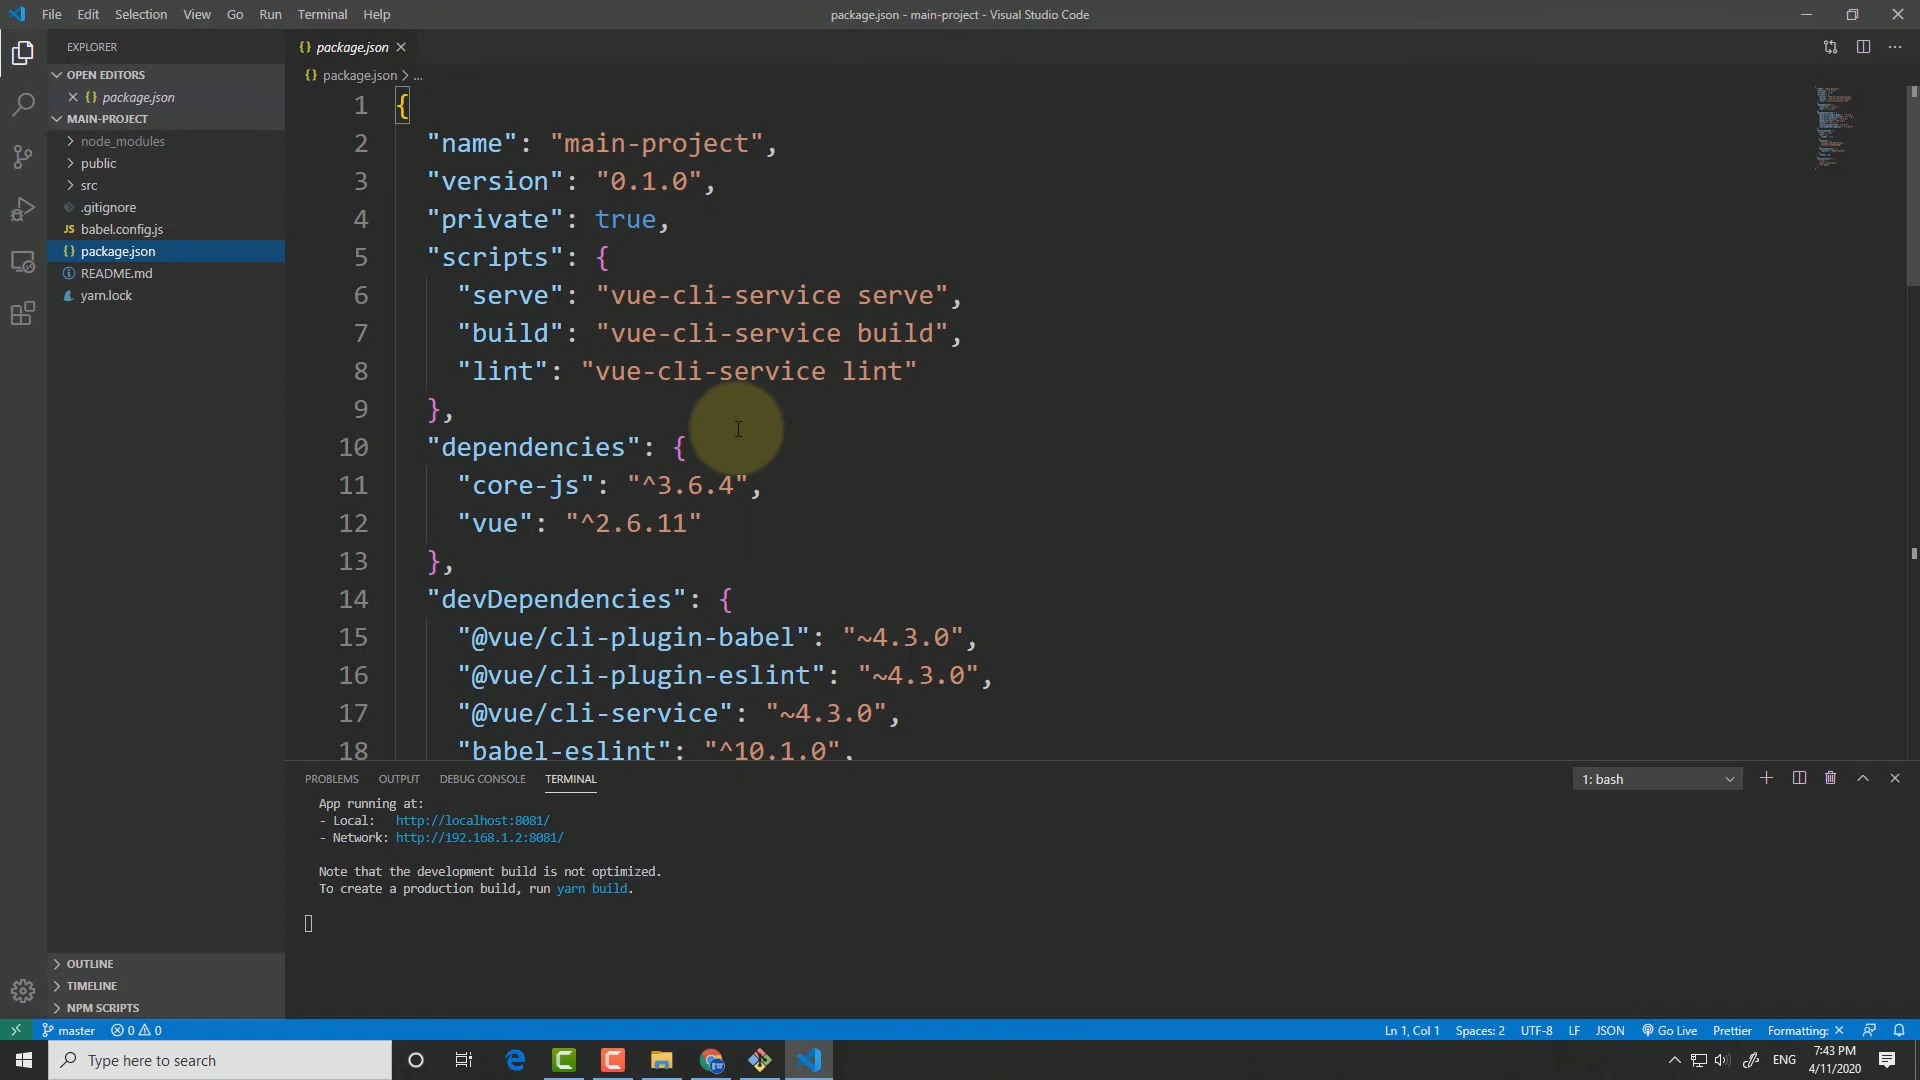 File Edit Selection View Go Run Terminal Help
package.json - main-project - Visual Studio Code
EXPLORER
OPEN EDITORS
{} package.json
MAIN-PROJECT
node_modules
public
src
.gitignore
JS babel.config.js
{} package.json
README.md
yarn.lock
OUTLINE
TIMELINE
NPM SCRIPTS
{} package.json
{} package.json > ...
1 {
2 "name": "main-project",
3 "version": "0.1.0",
4 "private": true,
5 "scripts": {
6 "serve": "vue-cli-service serve",
7 "build": "vue-cli-service build",
8 "lint": "vue-cli-service lint"
9 },
10 "dependencies": {
11 "core-js": "^3.6.4",
12 "vue": "^2.6.11"
13 },
14 "devDependencies": {
15 "@vue/cli-plugin-babel": "~4.3.0",
16 "@vue/cli-plugin-eslint": "~4.3.0",
17 "@vue/cli-service": "~4.3.0",
18 "babel-eslint": "^10.1.0",
PROBLEMS OUTPUT DEBUG CONSOLE TERMINAL
1: bash
App running at:
- Local: http://localhost:8081/
- Network: http://192.168.1.2:8081/
Note that the development build is not optimized.
To create a production build, run yarn build.
master 0 0
Ln 1, Col 1 Spaces: 2 UTF-8 LF JSON Go Live Prettier Formatting: ×
Type here to search
ENG
7:43 PM
4/11/2020